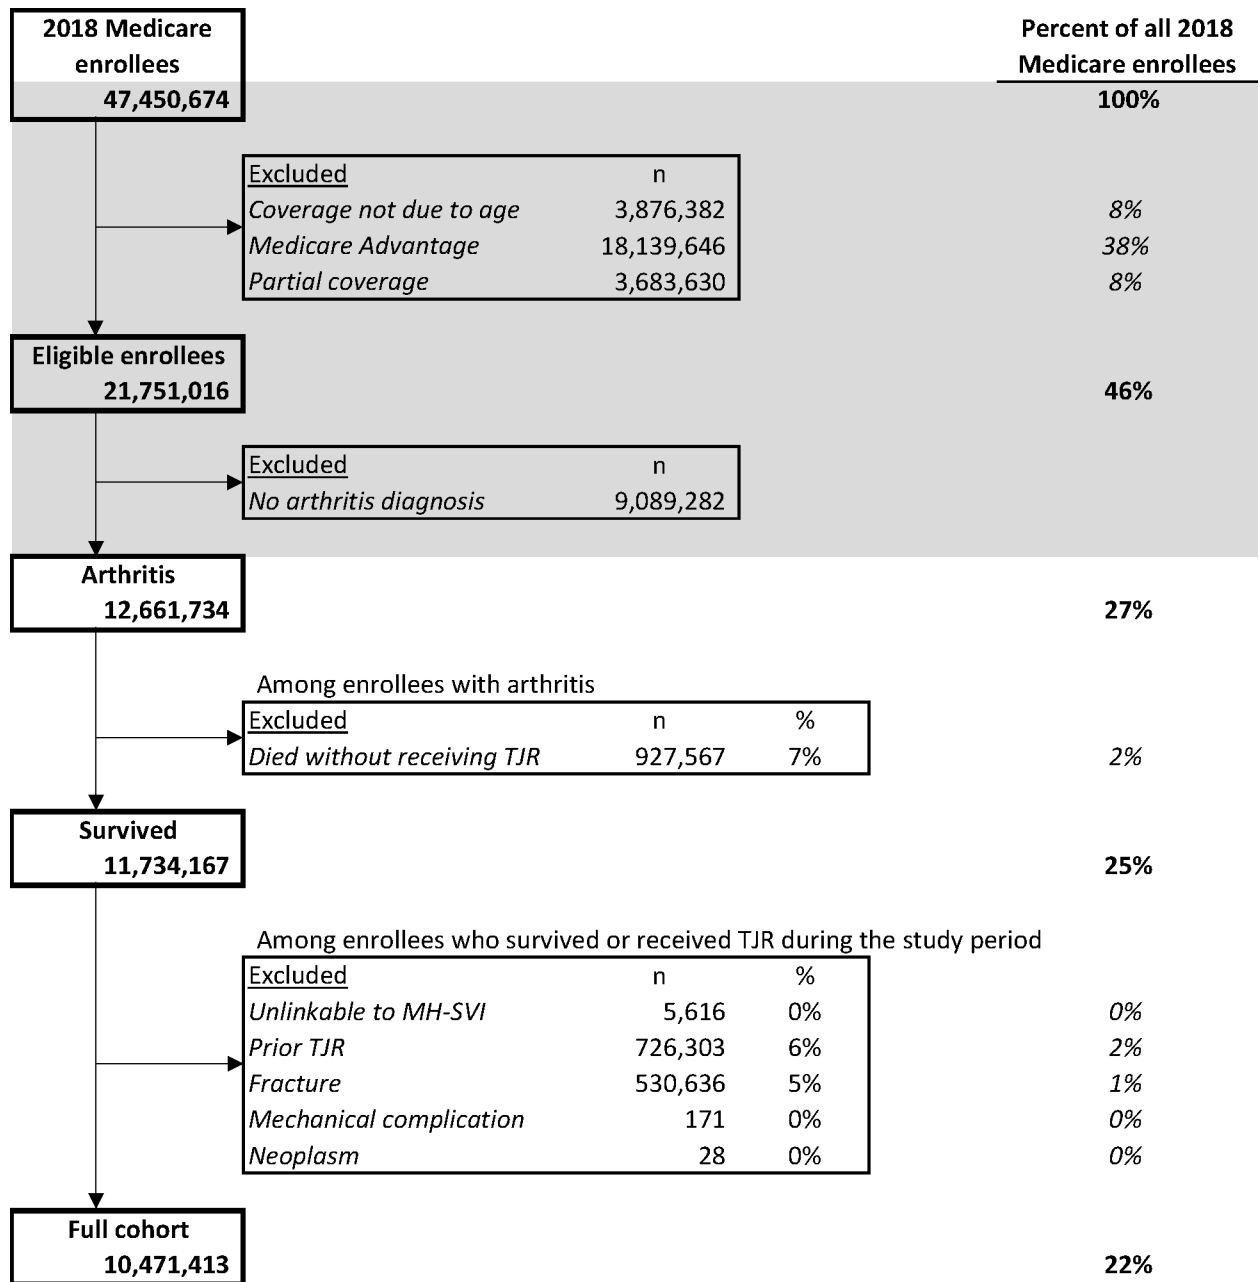 2018 Medicare
enrollees
47,450,674
Percent of all 2018
Medicare enrollees
100%
Excluded n
Coverage not due to age 3,876,382 8%
Medicare Advantage 18,139,646 38%
Partial coverage 3,683,630 8%
Eligible enrollees
21,751,016 46%
Excluded n
No arthritis diagnosis 9,089,282
Arthritis
12,661,734 27%
Among enrollees with arthritis
Excluded n %
Died without receiving TJR 927,567 7% 2%
Survived
11,734,167 25%
Among enrollees who survived or received TJR during the study period
Excluded n %
Unlinkable to MH-SVI 5,616 0% 0%
Prior TJR 726,303 6% 2%
Fracture 530,636 5% 1%
Mechanical complication 171 0% 0%
Neoplasm 28 0% 0%
Full cohort
10,471,413 22%